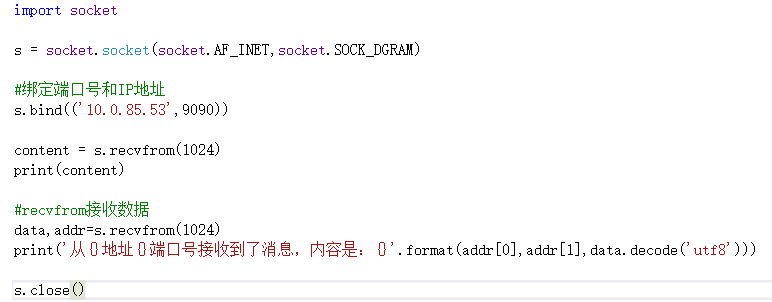 import socket
s = socket.socket(socket.AF_INET,socket.SOCK_DGRAM)
#绑定端口号和IP地址
s.bind(('10.0.85.53',9090))
content = s.recvfrom(1024)
print(content)
#recvfrom接收数据
data,addr=s.recvfrom(1024)
print('从{}地址{}端口号接收到了消息，内容是：{}'.format(addr[0],addr[1],data.decode('utf8')))
s.close()